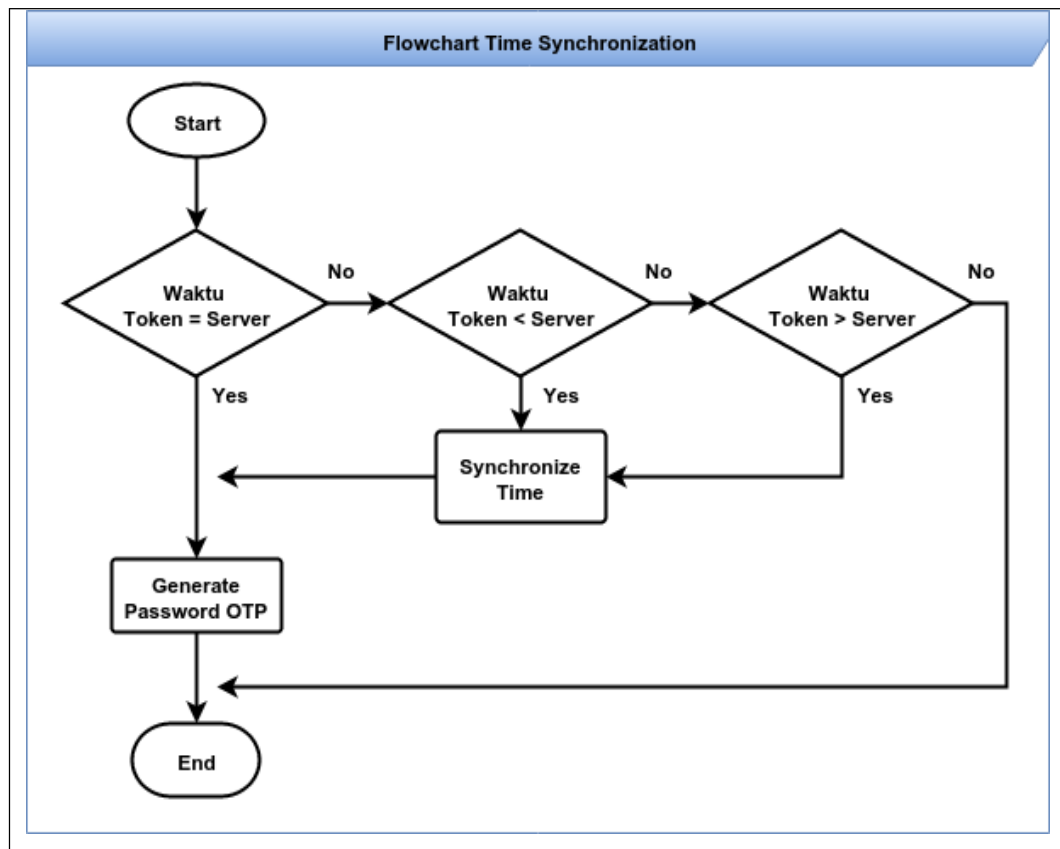 Flowchart Time Synchronization
Start
Waktu
Token = Server
No
Waktu
Token < Server
No
Waktu
Token > Server
No
Yes
Yes
Yes
Synchronize
Time
Generate
Password OTP
End